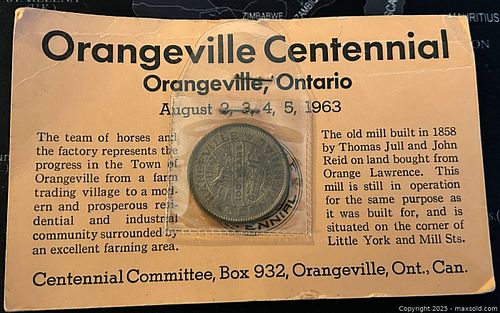 ZIMBABWE
MAURITIUS
Orangeville Centennial
Orangeville, Ontario
August 2, 3, 4, 5, 1963
The team of horses and
the factory represents the
progress in the Town of
Orangeville from a farm
trading village to a mod-
ern and prosperous resi-
dential and industrial
community surrounded by
an excellent farming area.
The old mill built in 1858
by Thomas Jull and John
Reid on land bought from
Orange Lawrence. This
mill is still in operation
for the same purpose as
it was built for, and is
situated on the corner of
Little York and Mill Sts.
Centennial Committee, Box 932, Orangeville, Ont., Can.
Copyright 2025 - maxsold.com